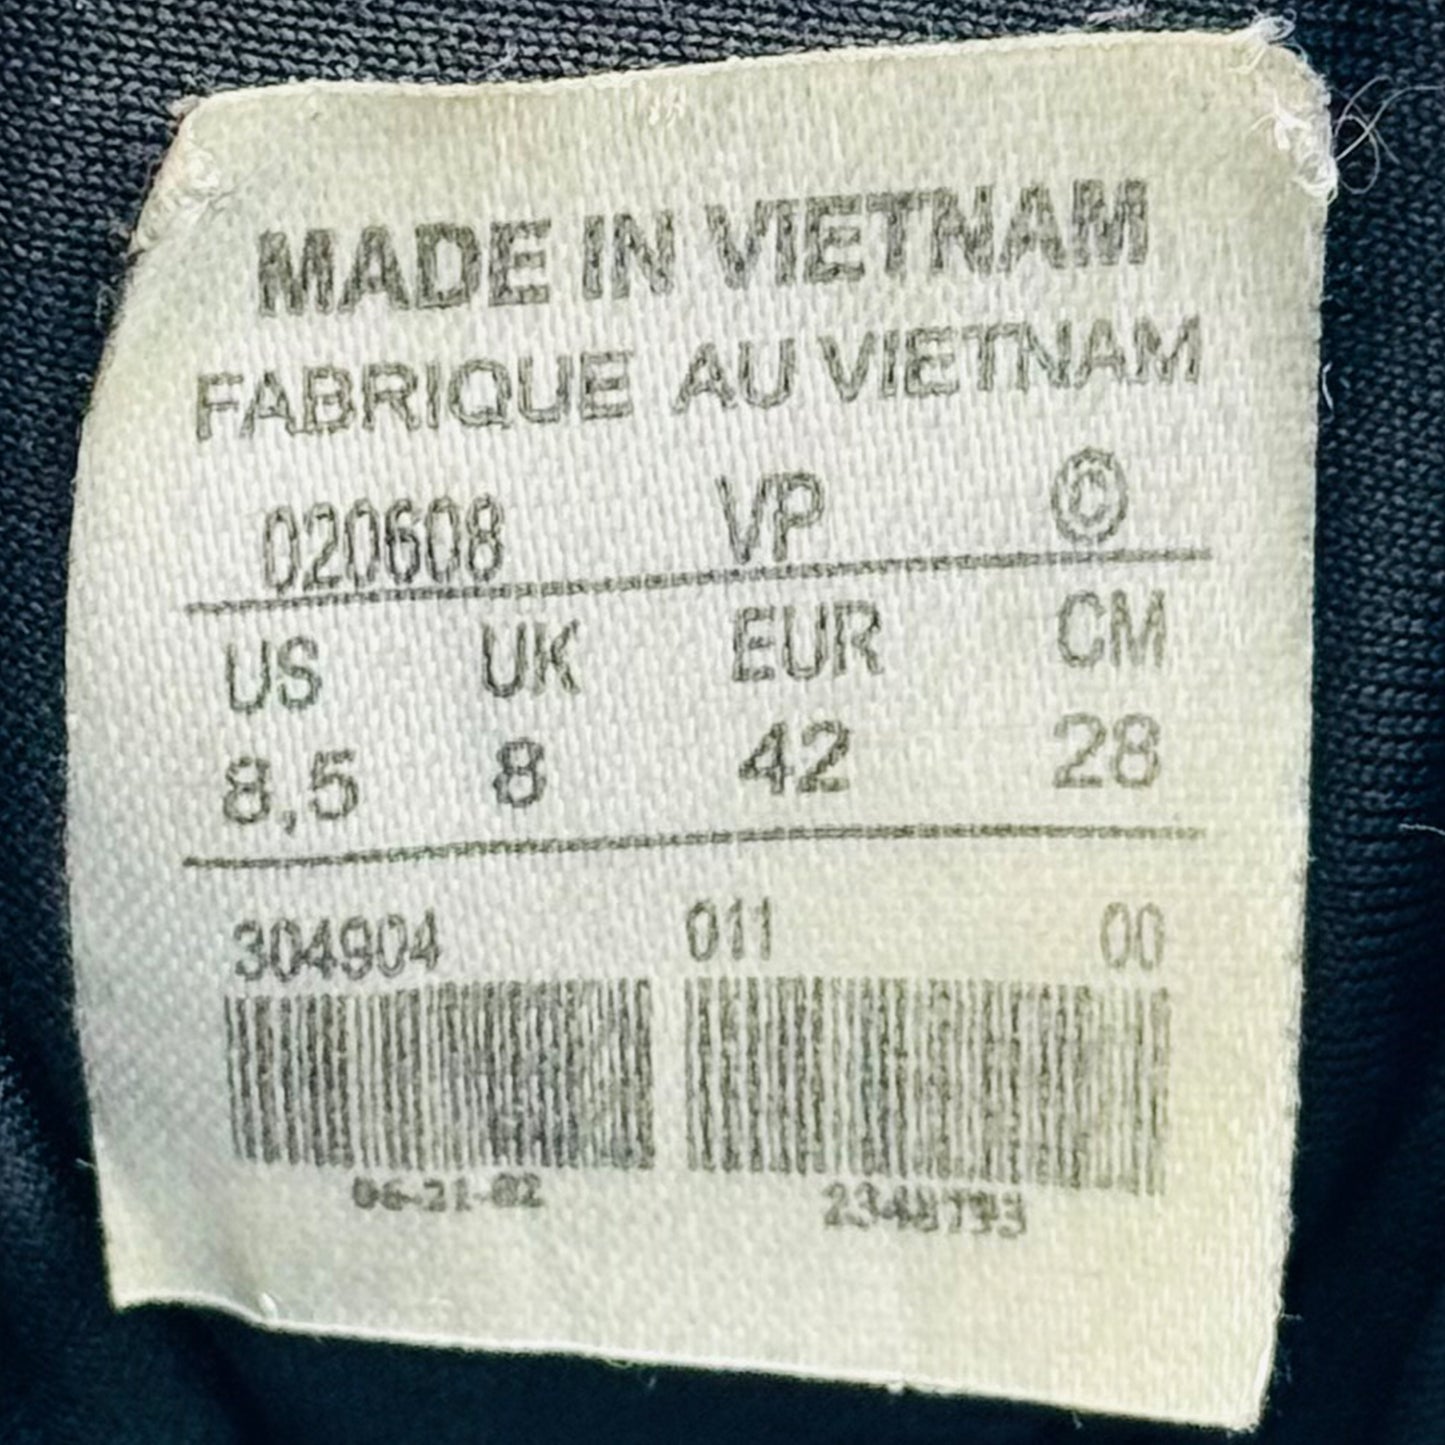 MADE IN VIETNAM
FABRIQUE AU VIETNAM
020608 VP ©
US UK EUR CM
8,5 8 42 28
304904 011 00
06-21-02